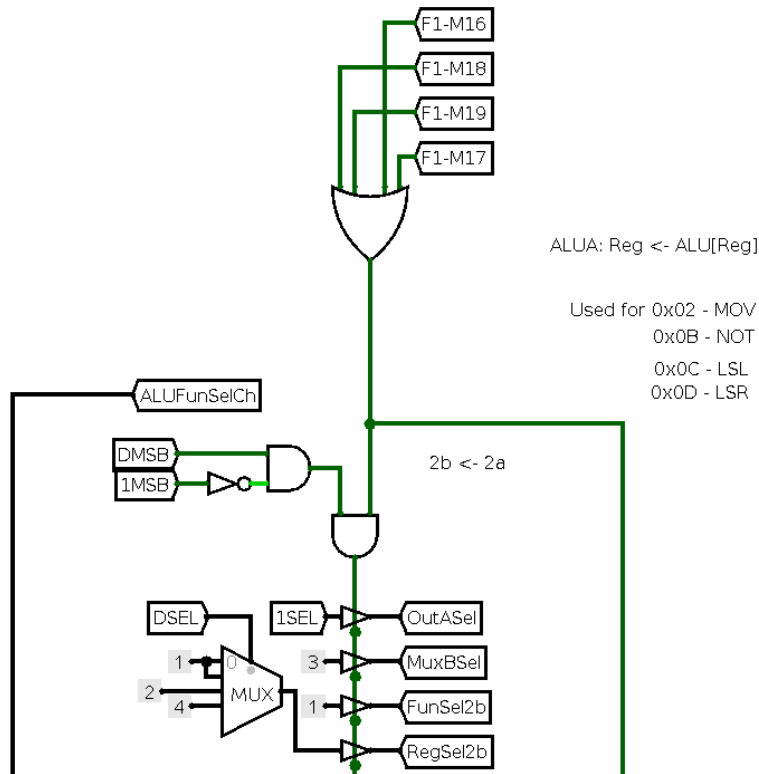 F1-M16
F1-M18
F1-M19
F1-M17
ALUA: Reg <- ALU[Reg]
Used for 0x02 - MOV
0x0B - NOT
0x0C - LSL
0x0D - LSR
ALUFunSelCh
DMSB
1MSB
2b <- 2a
DSEL
1SEL
OutASel
1
0
3
MuxBSel
2
MUX
4
1
FunSel2b
RegSel2b